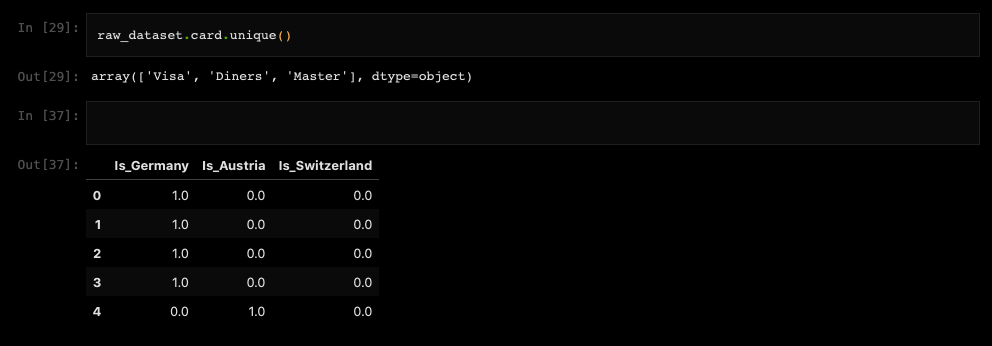 In [29]: raw_dataset.card.unique()
Out[29]: array(['Visa', 'Diners', 'Master'], dtype=object)
In [37]:
Out[37]: Is_Germany Is_Austria Is_Switzerland
0 1.0 0.0 0.0
1 1.0 0.0 0.0
2 1.0 0.0 0.0
3 1.0 0.0 0.0
4 0.0 1.0 0.0